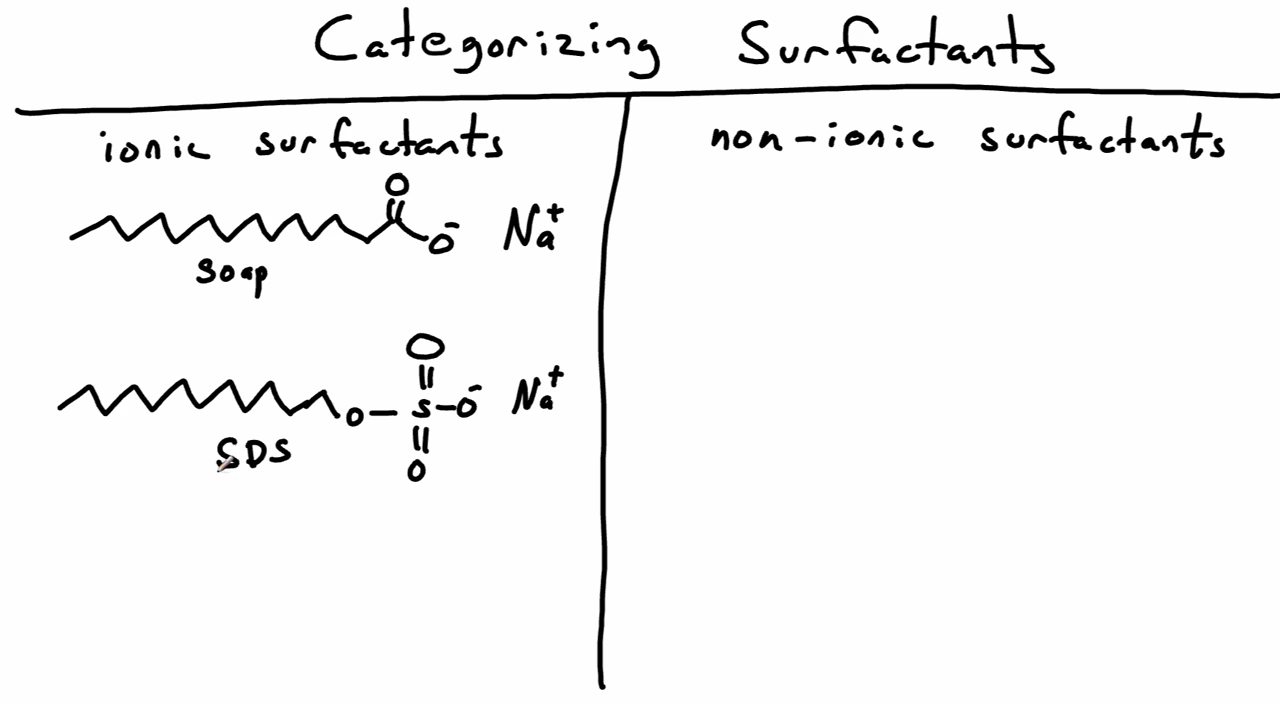 Categorizing Surfactants
ionic surfactants
non-ionic surfactants
O
O⁻ Na⁺
Soap
O
O S O⁻ Na⁺
O
SDS